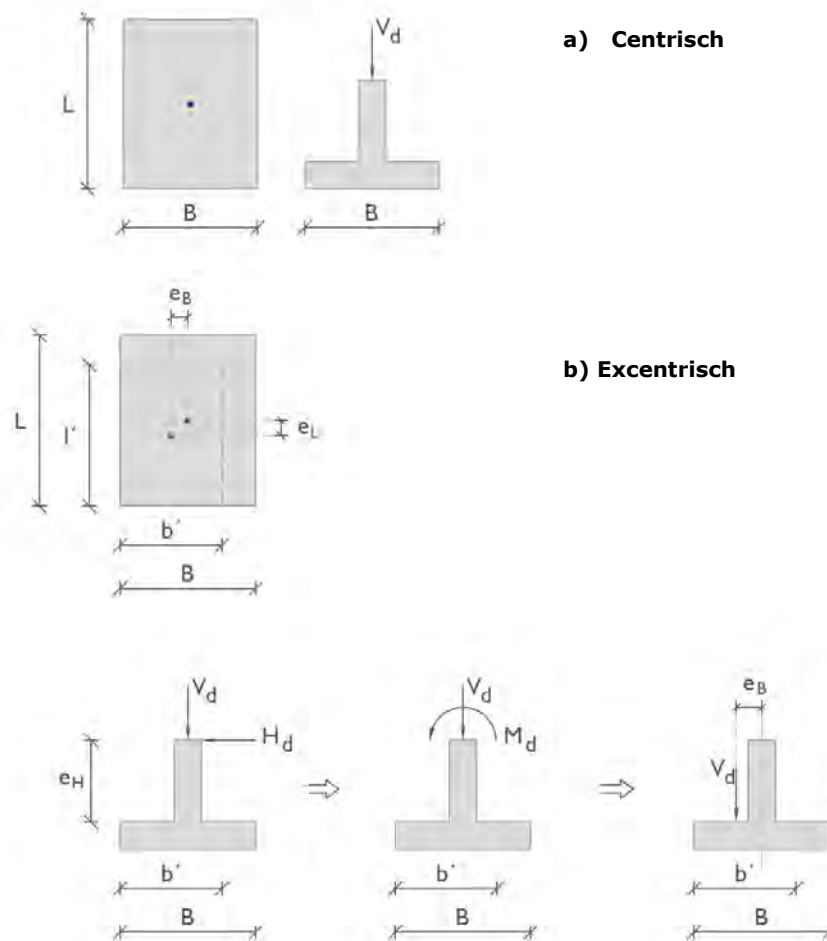 V_d
a) Centrisch
L
B
B
e_B
b) Excentrisch
L
l'
e_L
b'
B
V_d
H_d
e_H
b'
B
V_d
M_d
b'
B
e_B
V_d
b'
B